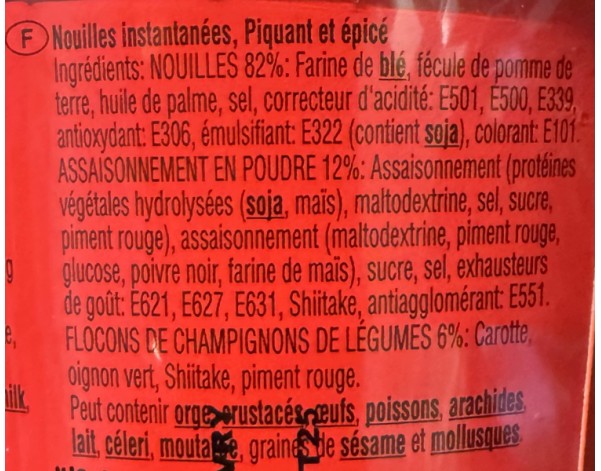 F Nouilles instantanées, Piquant et épicé
Ingrédients: NOUILLES 82%: Farine de blé, fécule de pomme de
terre, huile de palme, sel, correcteur d'acidité: E501, E500, E339,
antioxydant: E306, émulsifiant: E322 (contient soja), colorant: E101.
ASSAISONNEMENT EN POUDRE 12%: Assaisonnement (protéines
végétales hydrolysées (soja, maïs), maltodextrine, sel, sucre,
piment rouge), assaisonnement (maltodextrine, piment rouge,
glucose, poivre noir, farine de maïs), sucre, sel, exhausteurs
de goût: E621, E627, E631, Shiitake, antiagglomérant: E551.
FLOCONS DE CHAMPIGNONS DE LÉGUMES 6%: Carotte,
oignon vert, Shiitake, piment rouge.
Peut contenir orge, crustacés, œufs, poissons, arachides,
lait, céleri, moutarde, graines de sésame et mollusques.